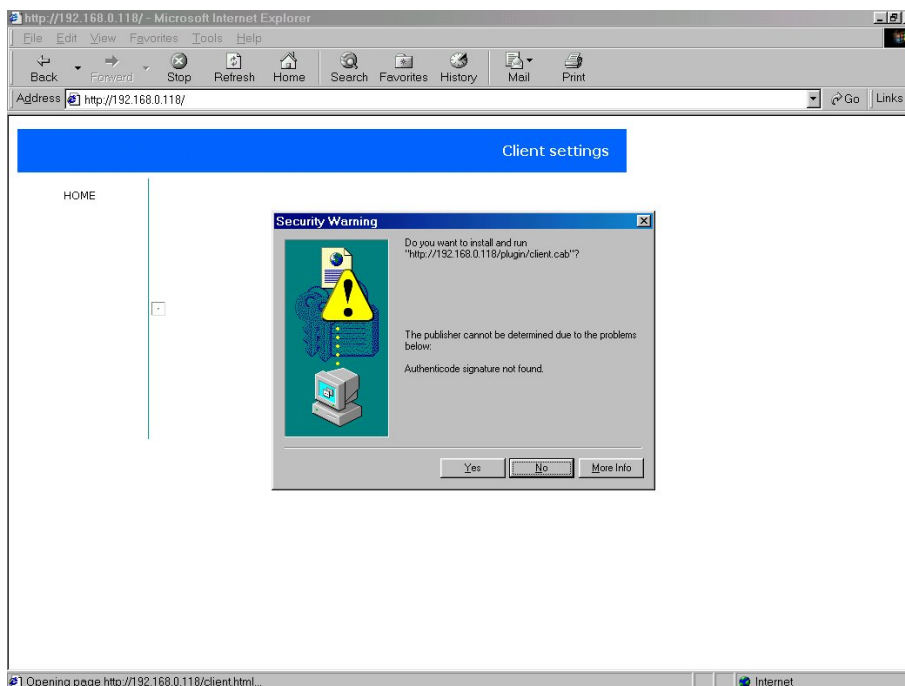 http://192.168.0.118/ - Microsoft Internet Explorer
File Edit View Favorites Tools Help
Back Forward Stop Refresh Home Search Favorites History Mail Print
Address http://192.168.0.118/ Go Links
Client settings
HOME
Security Warning
Do you want to install and run
"http://192.168.0.118/plugin/client.cab"?
The publisher cannot be determined due to the problems
below:
Authenticode signature not found.
Yes No More Info
Opening page http://192.168.0.118/client.html... Internet